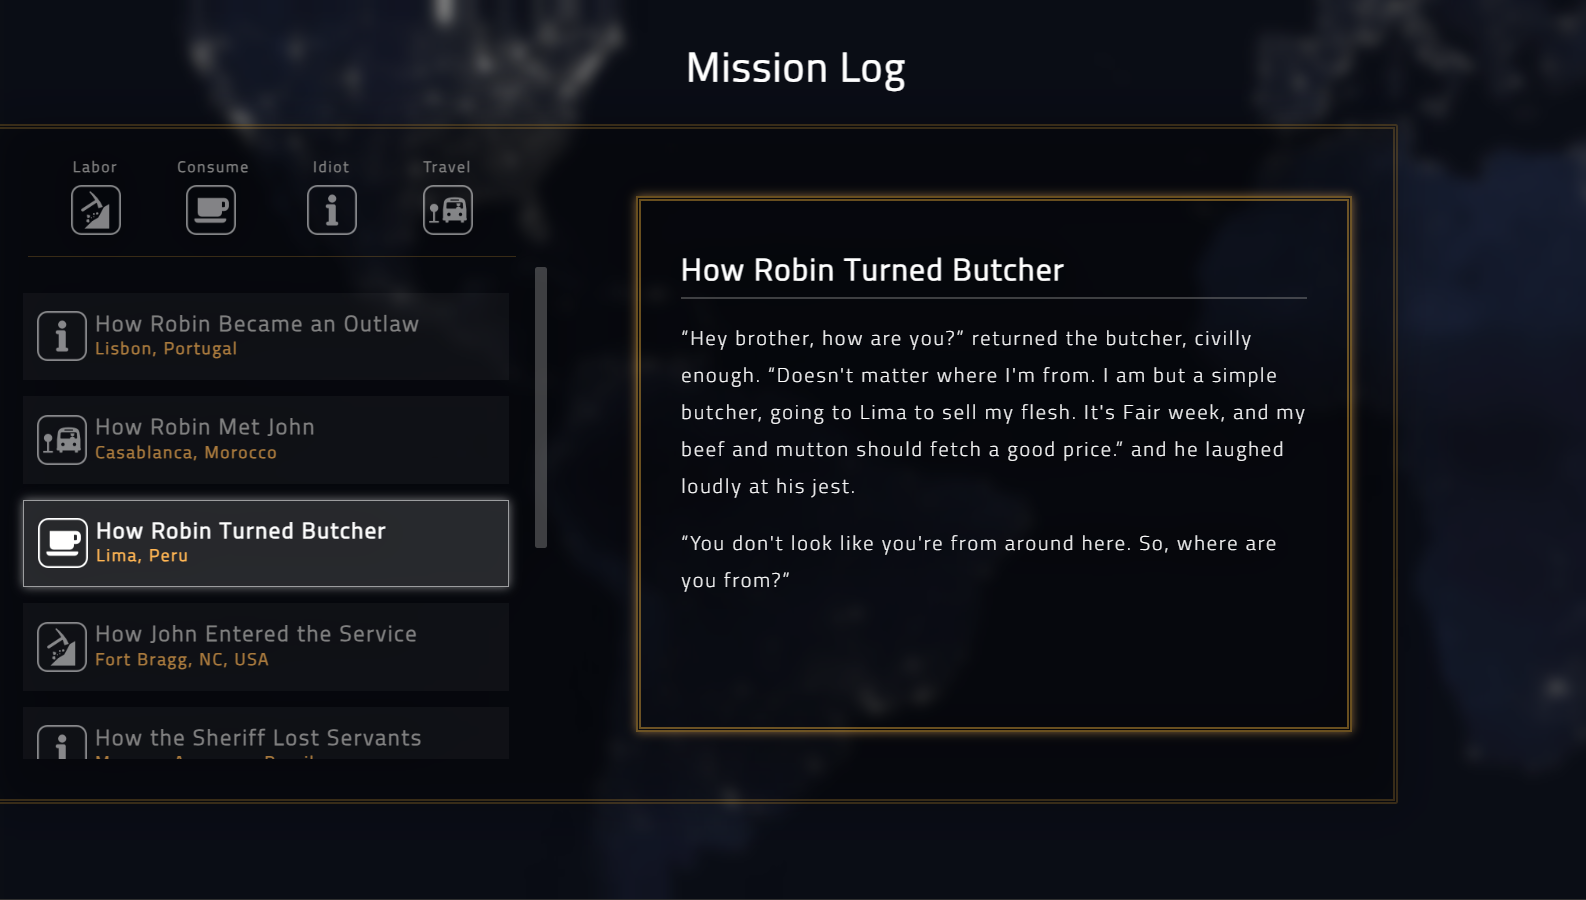 Mission Log
Labor
Consume
Idiot
Travel
How Robin Became an Outlaw
Lisbon, Portugal
How Robin Met John
Casablanca, Morocco
How Robin Turned Butcher
Lima, Peru
How John Entered the Service
Fort Bragg, NC, USA
How the Sheriff Lost Servants
How Robin Turned Butcher
“Hey brother, how are you?” returned the butcher, civilly
enough. “Doesn't matter where I'm from. I am but a simple
butcher, going to Lima to sell my flesh. It's Fair week, and my
beef and mutton should fetch a good price.” and he laughed
loudly at his jest.
“You don't look like you're from around here. So, where are
you from?”